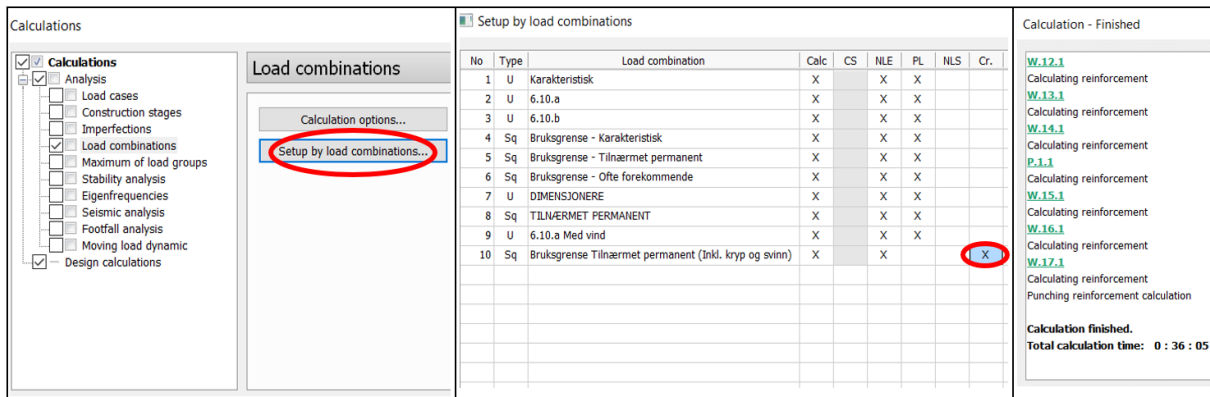 Calculations
Calculations
Analysis
Load cases
Construction stages
Imperfections
Load combinations
Maximum of load groups
Stability analysis
Eigenfrequencies
Seismic analysis
Footfall analysis
Moving load dynamic
Design calculations
Load combinations
Calculation options...
Setup by load combinations...
Setup by load combinations
No Type Load combination Calc CS NLE PL NLS Cr.
1 U Karakteristisk X X X
2 U 6.10.a X X X
3 U 6.10.b X X X
4 Sq Bruksgrense - Karakteristisk X X X
5 Sq Bruksgrense - Tilnærmet permanent X X X
6 Sq Bruksgrense - Ofte forekommende X X X
7 U DIMENSJONERE X X X
8 Sq TILNÆRMET PERMANENT X X X
9 U 6.10.a Med vind X X X
10 Sq Bruksgrense Tilnærmet permanent (Inkl. kryp og svinn) X X X
Calculation - Finished
W.12.1
Calculating reinforcement
W.13.1
Calculating reinforcement
W.14.1
Calculating reinforcement
P.1.1
Calculating reinforcement
W.15.1
Calculating reinforcement
W.16.1
Calculating reinforcement
W.17.1
Calculating reinforcement
Punching reinforcement calculation
Calculation finished.
Total calculation time: 0 : 36 : 05